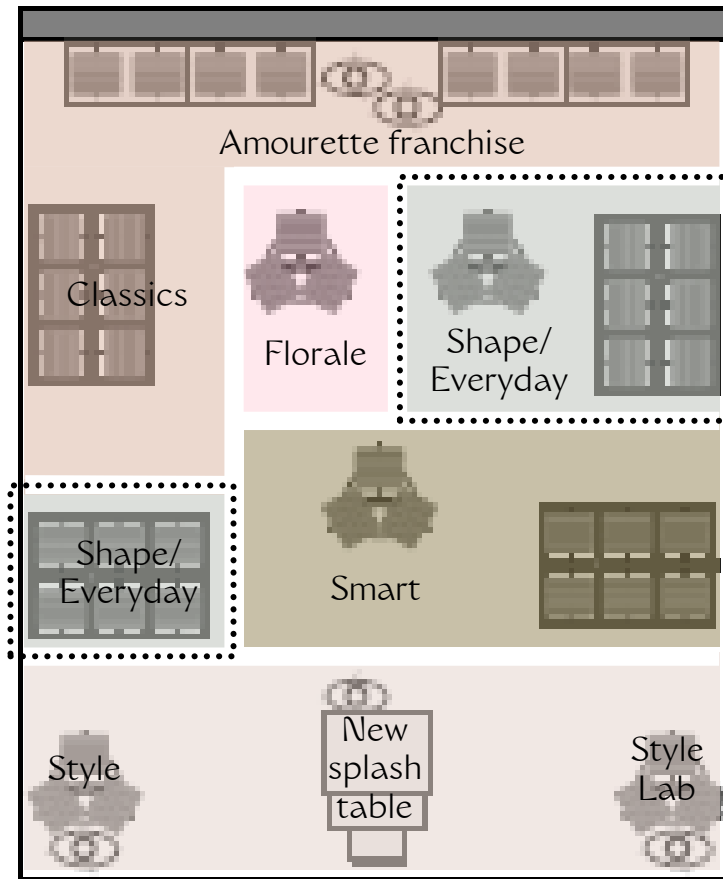 Amourette franchise
Classics
Florale
Shape/
Everyday
Shape/
Everyday
Smart
Style
New
splash
table
Style
Lab